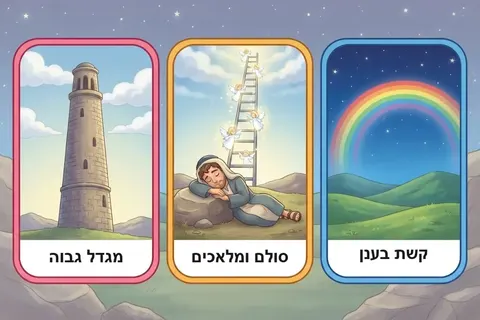 קשת בענן
סולם ומלאכים
מגדל גבוה